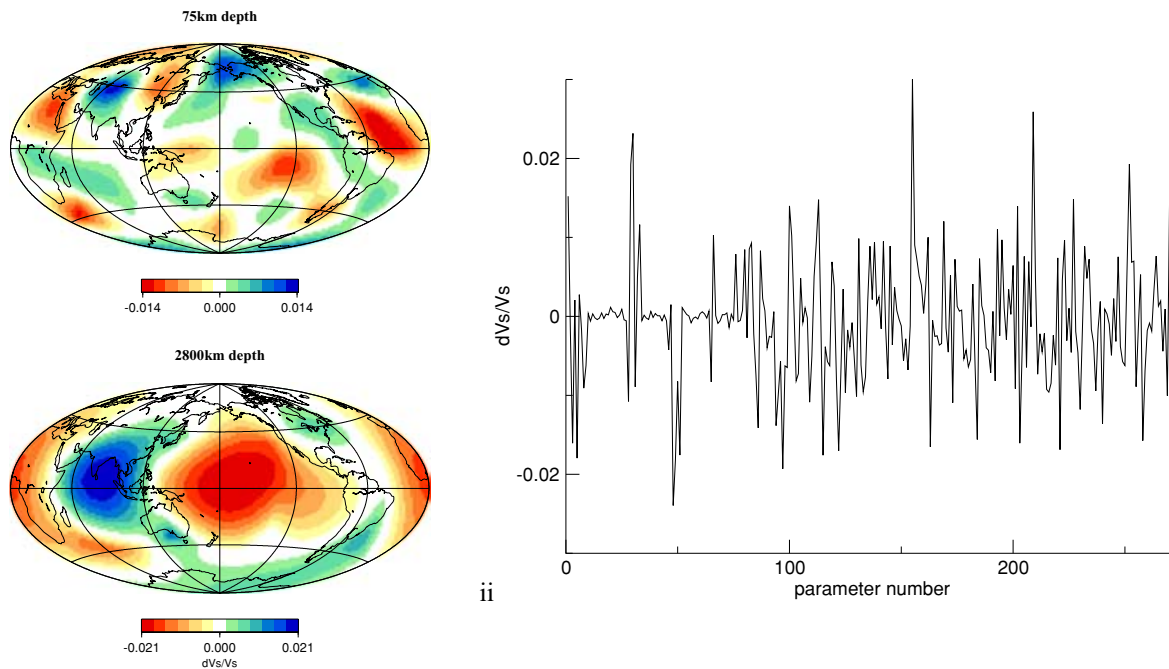 75km depth
-0.014 0.000 0.014
2800km depth
-0.021 0.000 0.021
dVs/Vs
ii
dVs/Vs
0.02
0
-0.02
0 100 200
parameter number